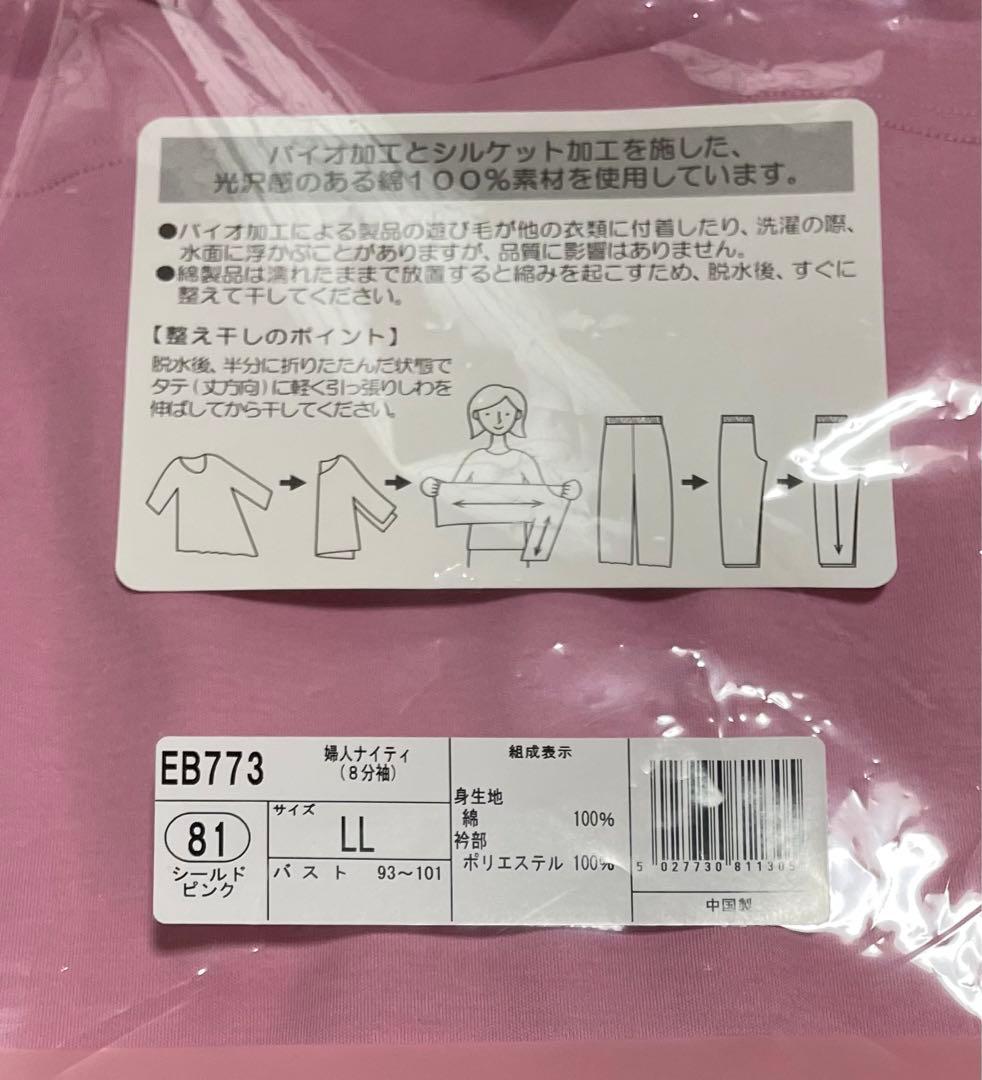 バイオ加工とシルケット加工を施した、
光沢感のある綿100%素材を使用しています。
●バイオ加工による製品の遊び毛が他の衣類に付着したり、洗濯の際、
水面に浮かぶことがありますが、品質に影響はありません。
●綿製品は濡れたままで放置すると縮みを起こすため、脱水後、すぐに
整えて干してください。
【整え干しのポイント】
脱水後、半分に折りたたんだ状態で
タテ(丈方向)に軽く引っ張りしわを
伸ばしてから干してください。
EB773
婦人ナイティ
(8分袖)
81
シールド
ピンク
サイズ
LL
バスト 93〜101
組成表示
身生地
綿 100%
衿部
ポリエステル 100%
5 027730 811305
中国製